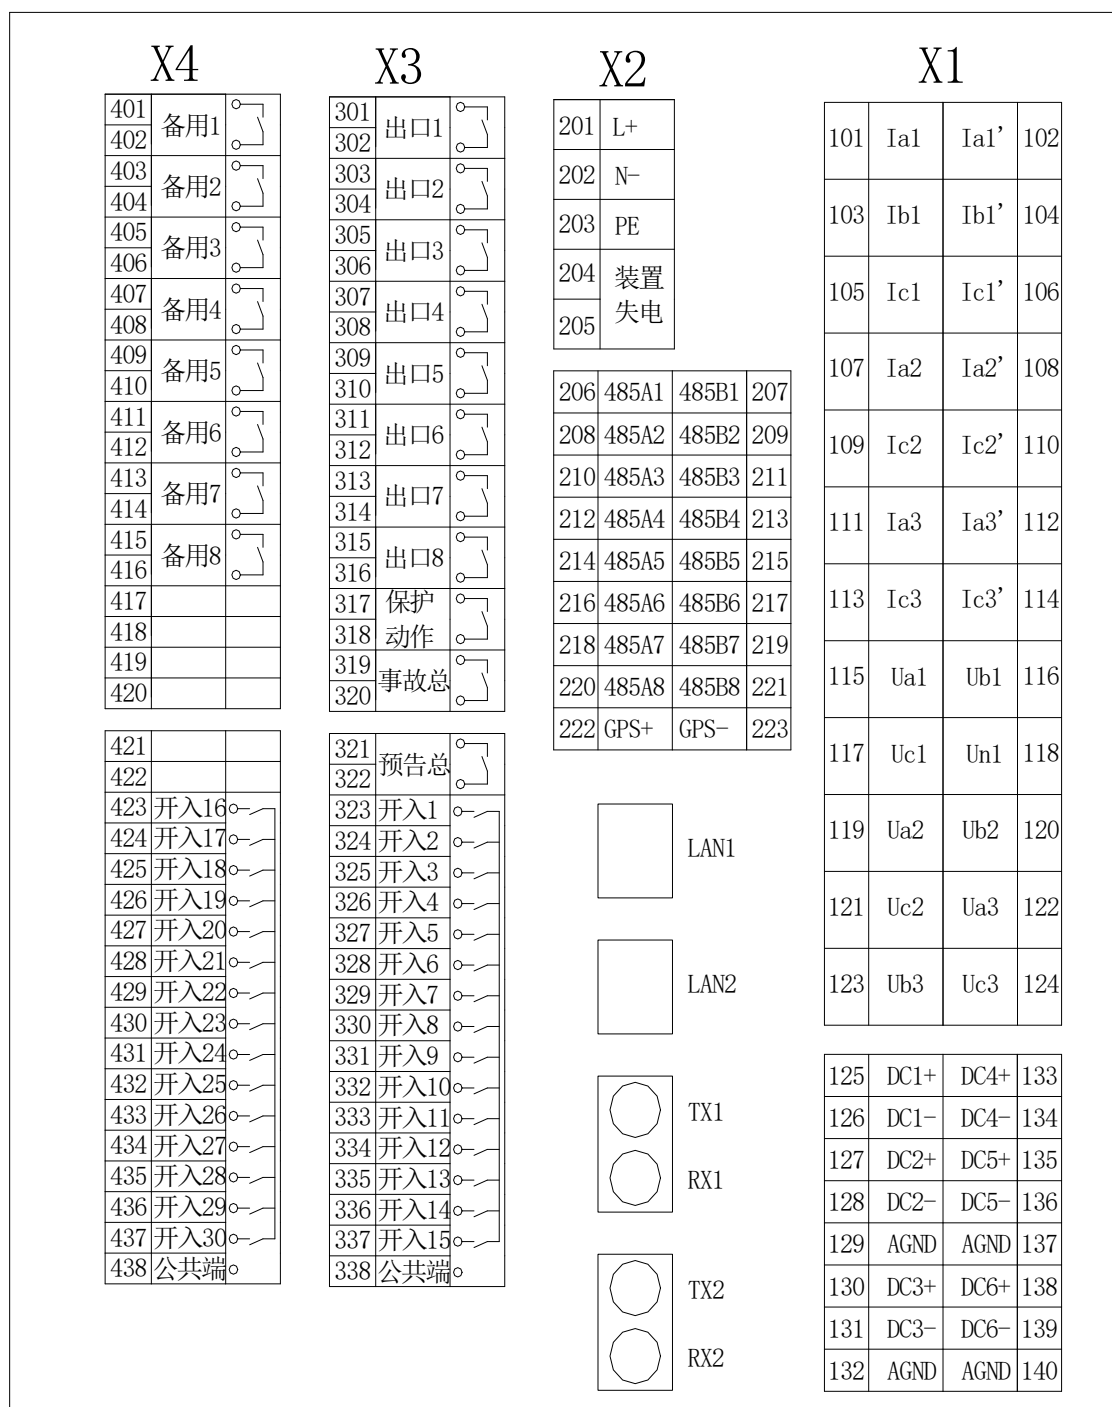 X4
401 备用1
402
403 备用2
404
405 备用3
406
407 备用4
408
409 备用5
410
411 备用6
412
413 备用7
414
415 备用8
416
417
418
419
420
421
422
423 开入16
424 开入17
425 开入18
426 开入19
427 开入20
428 开入21
429 开入22
430 开入23
431 开入24
432 开入25
433 开入26
434 开入27
435 开入28
436 开入29
437 开入30
438 公共端
X3
301 出口1
302
303 出口2
304
305 出口3
306
307 出口4
308
309 出口5
310
311 出口6
312
313 出口7
314
315 出口8
316
317 保护
318 动作
319 事故总
320
321 预告总
322
323 开入1
324 开入2
325 开入3
326 开入4
327 开入5
328 开入6
329 开入7
330 开入8
331 开入9
332 开入10
333 开入11
334 开入12
335 开入13
336 开入14
337 开入15
338 公共端
X2
201 L+
202 N-
203 PE
204 装置
205 失电
206 485A1 485B1 207
208 485A2 485B2 209
210 485A3 485B3 211
212 485A4 485B4 213
214 485A5 485B5 215
216 485A6 485B6 217
218 485A7 485B7 219
220 485A8 485B8 221
222 GPS+ GPS- 223
LAN1
LAN2
TX1
RX1
TX2
RX2
X1
101 Ia1 Ia1’ 102
103 Ib1 Ib1’ 104
105 Ic1 Ic1’ 106
107 Ia2 Ia2’ 108
109 Ic2 Ic2’ 110
111 Ia3 Ia3’ 112
113 Ic3 Ic3’ 114
115 Ua1 Ub1 116
117 Uc1 Un1 118
119 Ua2 Ub2 120
121 Uc2 Ua3 122
123 Ub3 Uc3 124
125 DC1+ DC4+ 133
126 DC1- DC4- 134
127 DC2+ DC5+ 135
128 DC2- DC5- 136
129 AGND AGND 137
130 DC3+ DC6+ 138
131 DC3- DC6- 139
132 AGND AGND 140